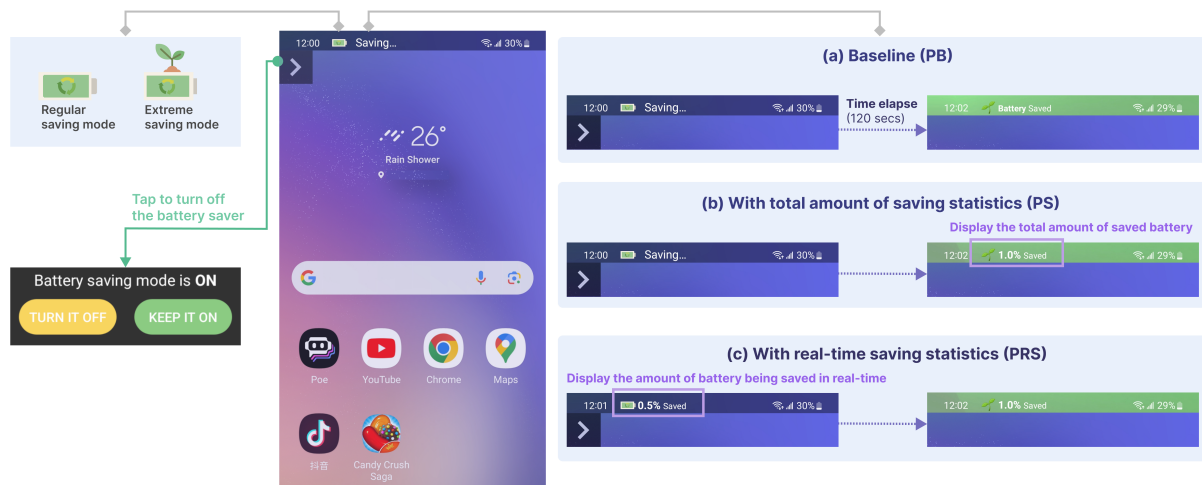 Regular
saving mode
Extreme
saving mode
Tap to turn off
the battery saver
Battery saving mode is ON
TURN IT OFF
KEEP IT ON
12:00 Saving... 30%
26°
Rain Shower
G
Poe
YouTube
Chrome
Maps
抖音
Candy Crush
Saga
(a) Baseline (PB)
12:00 Saving... 30%
Time elapse
(120 secs)
12:02 Battery Saved 29%
(b) With total amount of saving statistics (PS)
Display the total amount of saved battery
12:00 Saving... 30%
12:02 1.0% Saved 29%
(c) With real-time saving statistics (PRS)
Display the amount of battery being saved in real-time
12:01 0.5% Saved 30%
12:02 1.0% Saved 29%